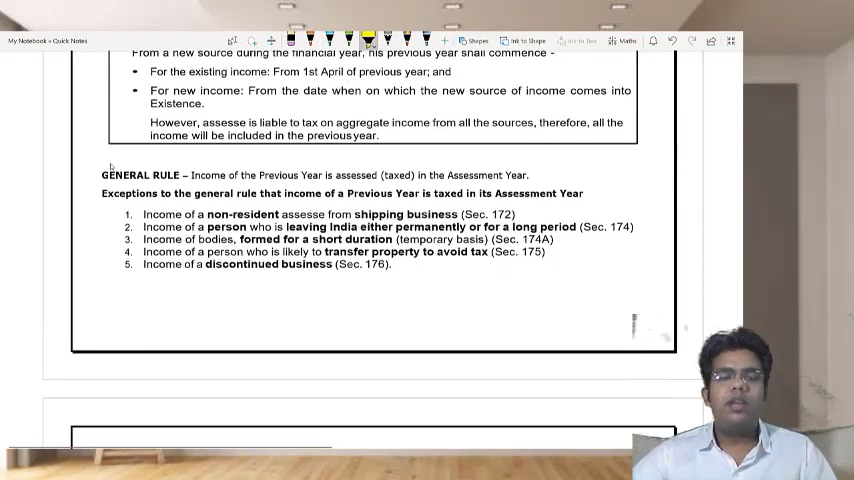 My Notebook » Quick Notes
Shapes
Ink to Shape
Ink to Text
Maths
From a new source during the financial year, his previous year shall commence -
• For the existing income: From 1st April of previous year; and
• For new income: From the date when on which the new source of income comes into
Existence.
However, assesse is liable to tax on aggregate income from all the sources, therefore, all the
income will be included in the previous year.
GENERAL RULE – Income of the Previous Year is assessed (taxed) in the Assessment Year.
Exceptions to the general rule that income of a Previous Year is taxed in its Assessment Year
1. Income of a non-resident assesse from shipping business (Sec. 172)
2. Income of a person who is leaving India either permanently or for a long period (Sec. 174)
3. Income of bodies, formed for a short duration (temporary basis) (Sec. 174A)
4. Income of a person who is likely to transfer property to avoid tax (Sec. 175)
5. Income of a discontinued business (Sec. 176).